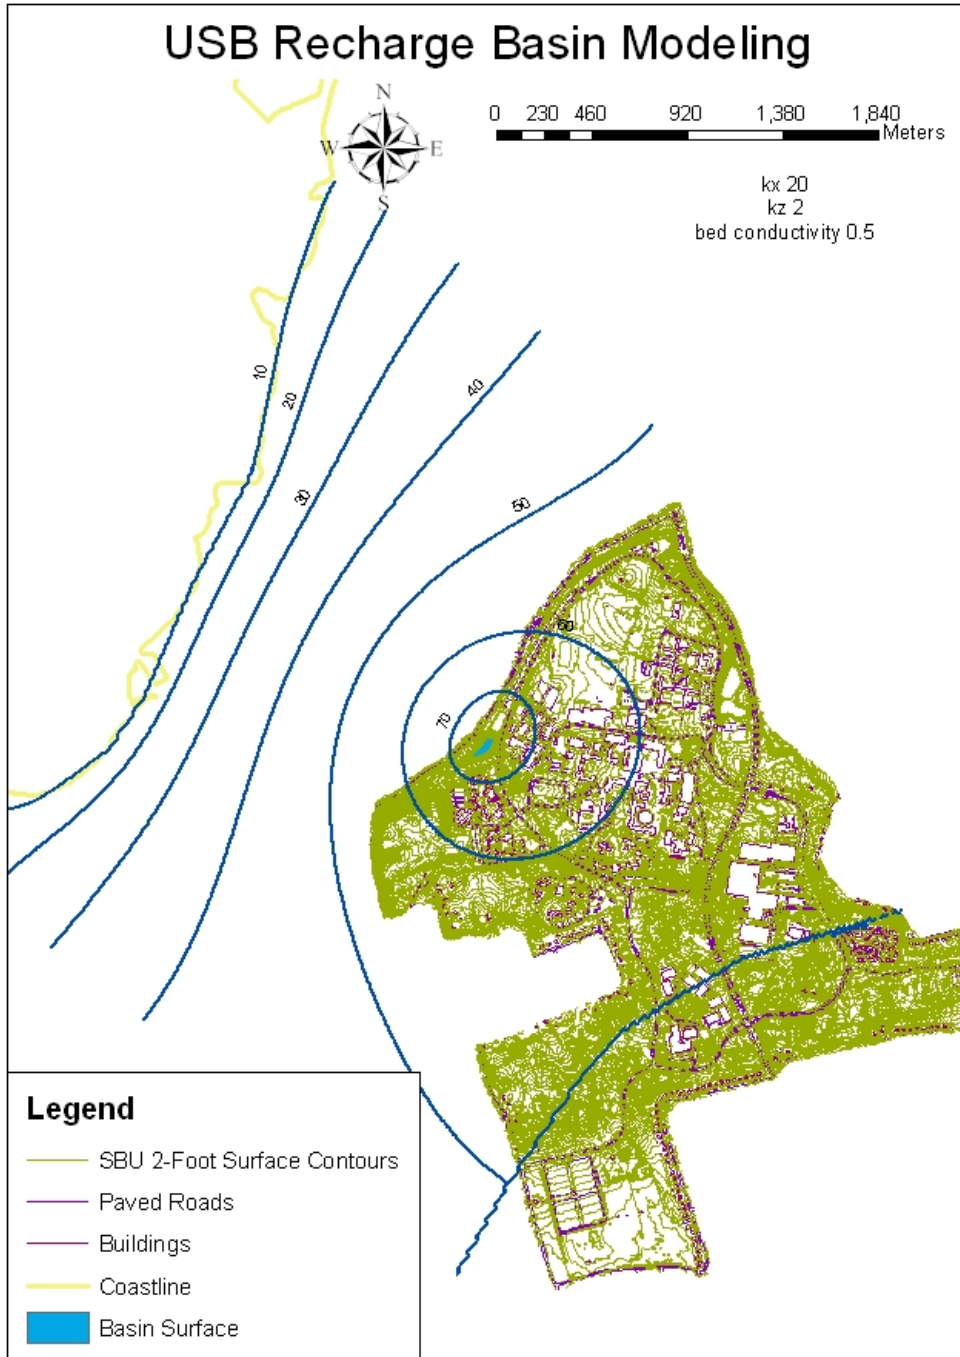 USB Recharge Basin Modeling
N
W
E
S
0 230 460 920 1,380 1,840
Meters
kx 20
kz 2
bed conductivity 0.5
10
20
30
40
50
60
70
Legend
SBU 2-Foot Surface Contours
Paved Roads
Buildings
Coastline
Basin Surface